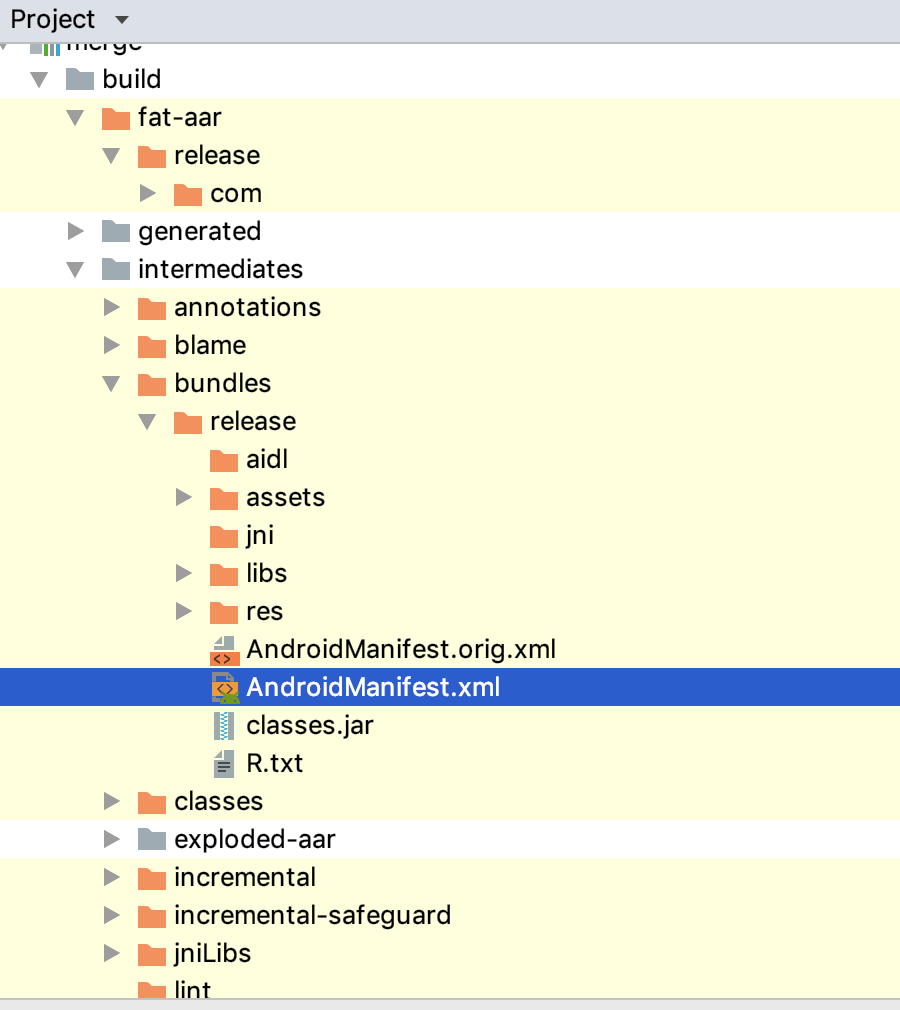 Project
merge
build
fat-aar
release
com
generated
intermediates
annotations
blame
bundles
release
aidl
assets
jni
libs
res
AndroidManifest.orig.xml
AndroidManifest.xml
classes.jar
R.txt
classes
exploded-aar
incremental
incremental-safeguard
jniLibs
lint